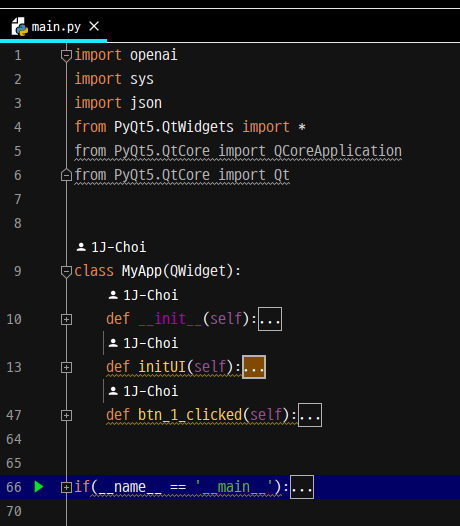 main.py
1 import openai
2 import sys
3 import json
4 from PyQt5.QtWidgets import *
5 from PyQt5.QtCore import QCoreApplication
6 from PyQt5.QtCore import Qt
7
8
1J-Choi
9 class MyApp(QWidget):
1J-Choi
10 def __init__(self):...
1J-Choi
13 def initUI(self):...
1J-Choi
47 def btn_1_clicked(self):...
64
65
66 if(__name__ == '__main__'):...
70